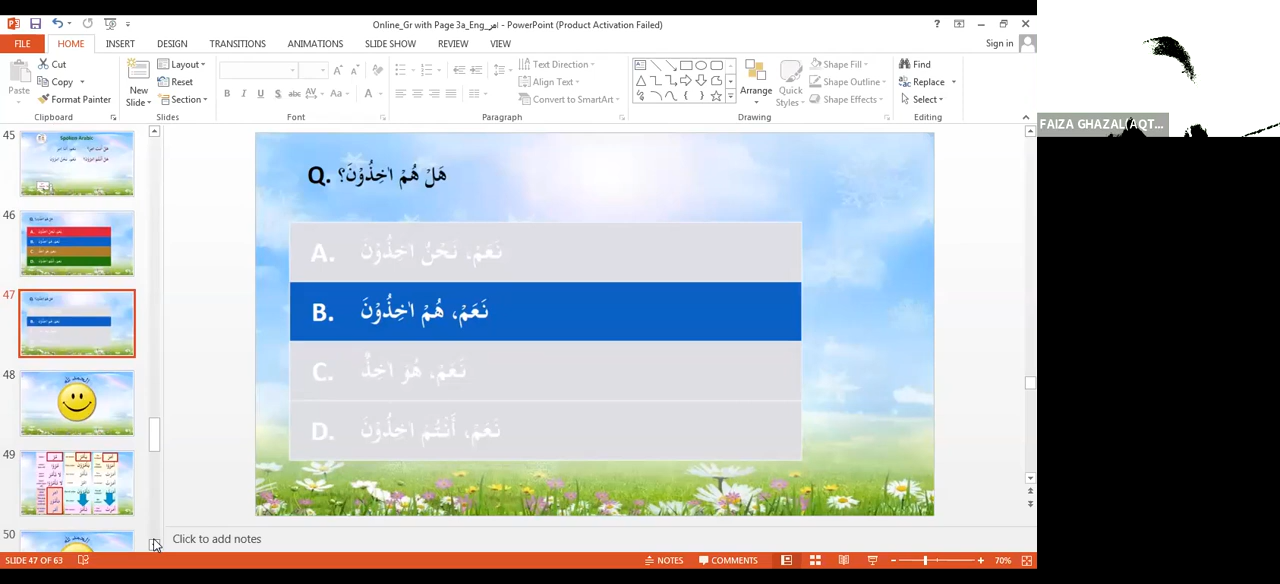 Online_Gr with Page 3a_Eng_اهر - PowerPoint (Product Activation Failed)
FILE HOME INSERT DESIGN TRANSITIONS ANIMATIONS SLIDE SHOW REVIEW VIEW
Sign in
Paste
Cut
Copy
Format Painter
New Slide
Layout
Reset
Section
Text Direction
Align Text
Convert to SmartArt
Arrange
Quick Styles
Shape Fill
Shape Outline
Shape Effects
Find
Replace
Select
Clipboard Slides Font Paragraph Drawing Editing
FAIZA GHAZAL(AQT...
45
Spoken Arabic
46
47
48
49
50
Q. هَلْ هُمْ اٰخِذُوْنَ؟
A. نَعَمْ، نَحْنُ اٰخِذُوْنَ
B. نَعَمْ، هُمْ اٰخِذُوْنَ
C. نَعَمْ، هُوَ اٰخِذٌ
D. نَعَمْ، أَنْتُمْ اٰخِذُوْنَ
Click to add notes
SLIDE 47 OF 63
NOTES
COMMENTS
70%